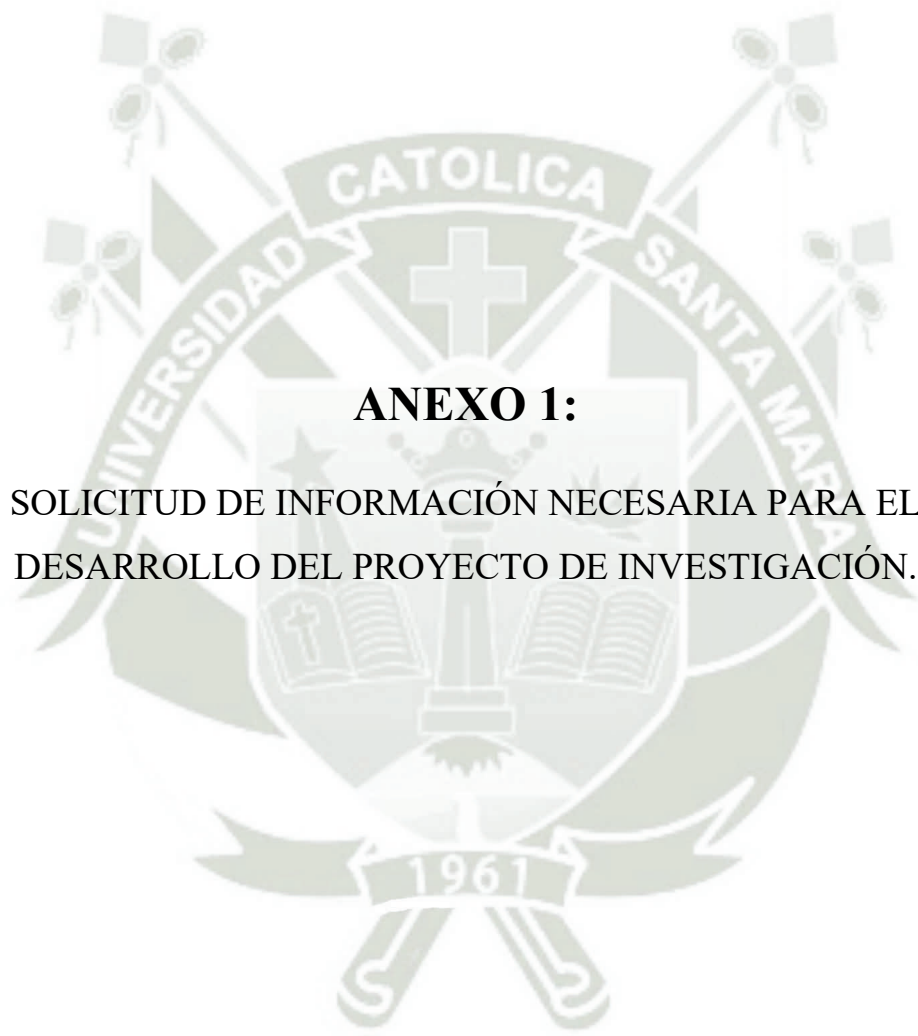 UNIVERSIDAD CATOLICA SANTA MARIA
ANEXO 1:
SOLICITUD DE INFORMACIÓN NECESARIA PARA EL
DESARROLLO DEL PROYECTO DE INVESTIGACIÓN.
1961